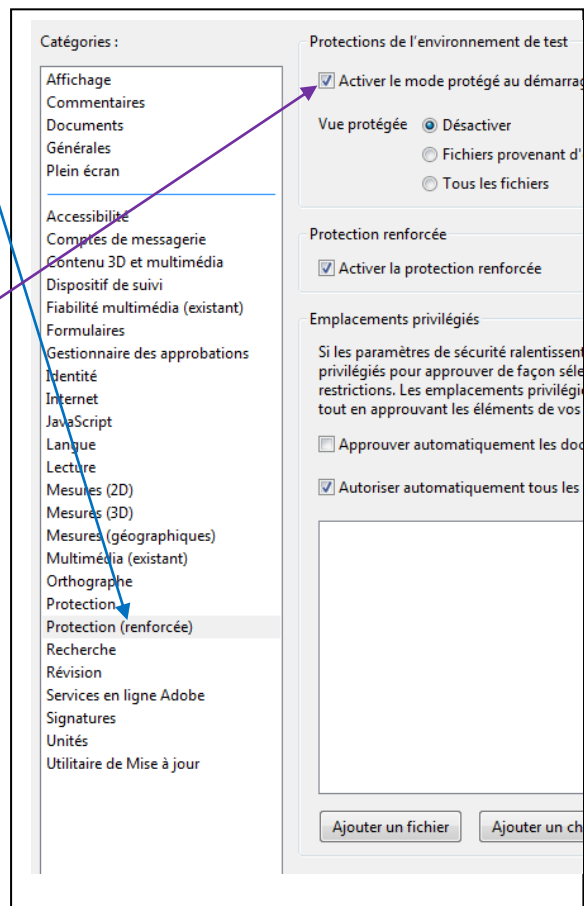 Catégories :
Affichage
Commentaires
Documents
Générales
Plein écran
Accessibilité
Comptes de messagerie
Contenu 3D et multimédia
Dispositif de suivi
Fiabilité multimédia (existant)
Formulaires
Gestionnaire des approbations
Identité
Internet
JavaScript
Langue
Lecture
Mesures (2D)
Mesures (3D)
Mesures (géographiques)
Multimédia (existant)
Orthographe
Protection
Protection (renforcée)
Recherche
Révision
Services en ligne Adobe
Signatures
Unités
Utilitaire de Mise à jour
Protections de l'environnement de test
Activer le mode protégé au démarrag
Vue protégée Désactiver
Fichiers provenant d'
Tous les fichiers
Protection renforcée
Activer la protection renforcée
Emplacements privilégiés
Si les paramètres de sécurité ralentissent
privilégiés pour approuver de façon séle
restrictions. Les emplacements privilégi
tout en approuvant les éléments de vos
Approuver automatiquement les doc
Autoriser automatiquement tous les
Ajouter un fichier
Ajouter un ch